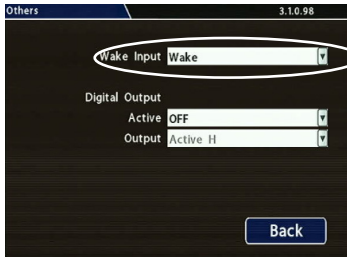 Others 3.1.0.98
Wake Input Wake
Digital Output
Active OFF
Output Active H
Back